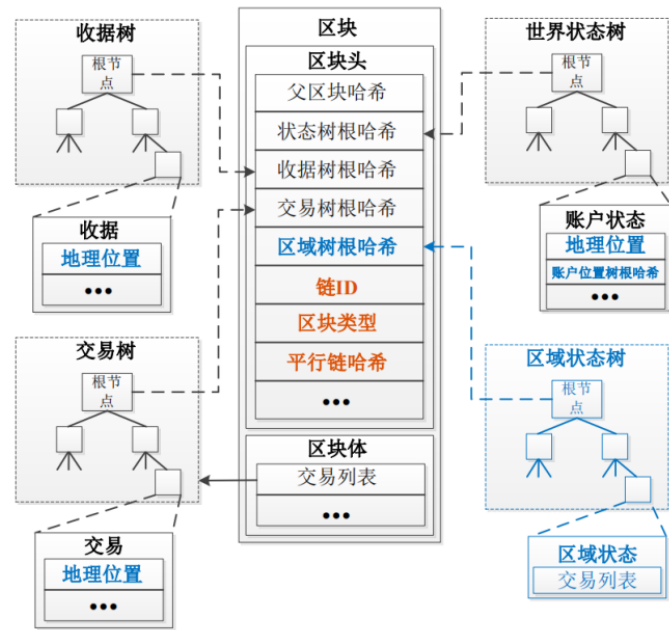 收据树
根节
点
收据
地理位置
•••
交易树
根节
点
交易
地理位置
•••
区块
区块头
父区块哈希
状态树根哈希
收据树根哈希
交易树根哈希
区域树根哈希
链ID
区块类型
平行链哈希
•••
区块体
交易列表
•••
世界状态树
根节
点
账户状态
地理位置
账户位置树根哈希
•••
区域状态树
根节
点
区域状态
交易列表